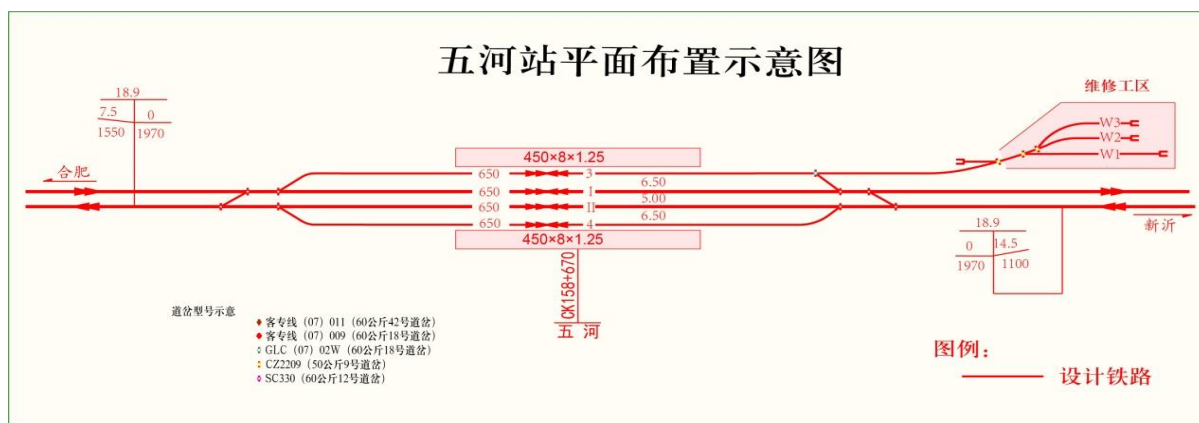 五河站平面布置示意图
维修工区
W3
W2
W1
18.9
7.5 0
1550 1970
合肥
450×8×1.25
650 3
6.50
650 I
5.00
650 II
6.50
650 4
450×8×1.25
新沂
18.9
0 14.5
1970 1100
CK158+670
五河
道岔型号示意
客专线（07）011（60公斤42号道岔）
客专线（07）009（60公斤18号道岔）
GLC（07）02W（60公斤18号道岔）
CZ2209（50公斤9号道岔）
SC330（60公斤12号道岔）
图例：
设计铁路